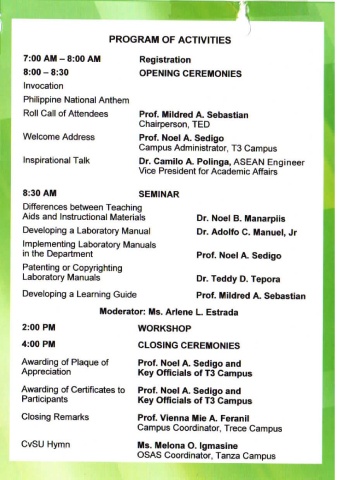 PROGRAM OF ACTIVITIES
7:00 AM – 8:00 AM Registration
8:00 – 8:30 OPENING CEREMONIES
Invocation
Philippine National Anthem
Roll Call of Attendees Prof. Mildred A. Sebastian
Chairperson, TED
Welcome Address Prof. Noel A. Sedigo
Campus Administrator, T3 Campus
Inspirational Talk Dr. Camilo A. Polinga, ASEAN Engineer
Vice President for Academic Affairs
8:30 AM SEMINAR
Differences between Teaching
Aids and Instructional Materials Dr. Noel B. Manarpiis
Developing a Laboratory Manual Dr. Adolfo C. Manuel, Jr
Implementing Laboratory Manuals
in the Department Prof. Noel A. Sedigo
Patenting or Copyrighting
Laboratory Manuals Dr. Teddy D. Tepora
Developing a Learning Guide Prof. Mildred A. Sebastian
Moderator: Ms. Arlene L. Estrada
2:00 PM WORKSHOP
4:00 PM CLOSING CEREMONIES
Awarding of Plaque of Prof. Noel A. Sedigo and
Appreciation Key Officials of T3 Campus
Awarding of Certificates to Prof. Noel A. Sedigo and
Participants Key Officials of T3 Campus
Closing Remarks Prof. Vienna Mie A. Feranil
Campus Coordinator, Trece Campus
CvSU Hymn Ms. Melona O. Igmasine
OSAS Coordinator, Tanza Campus